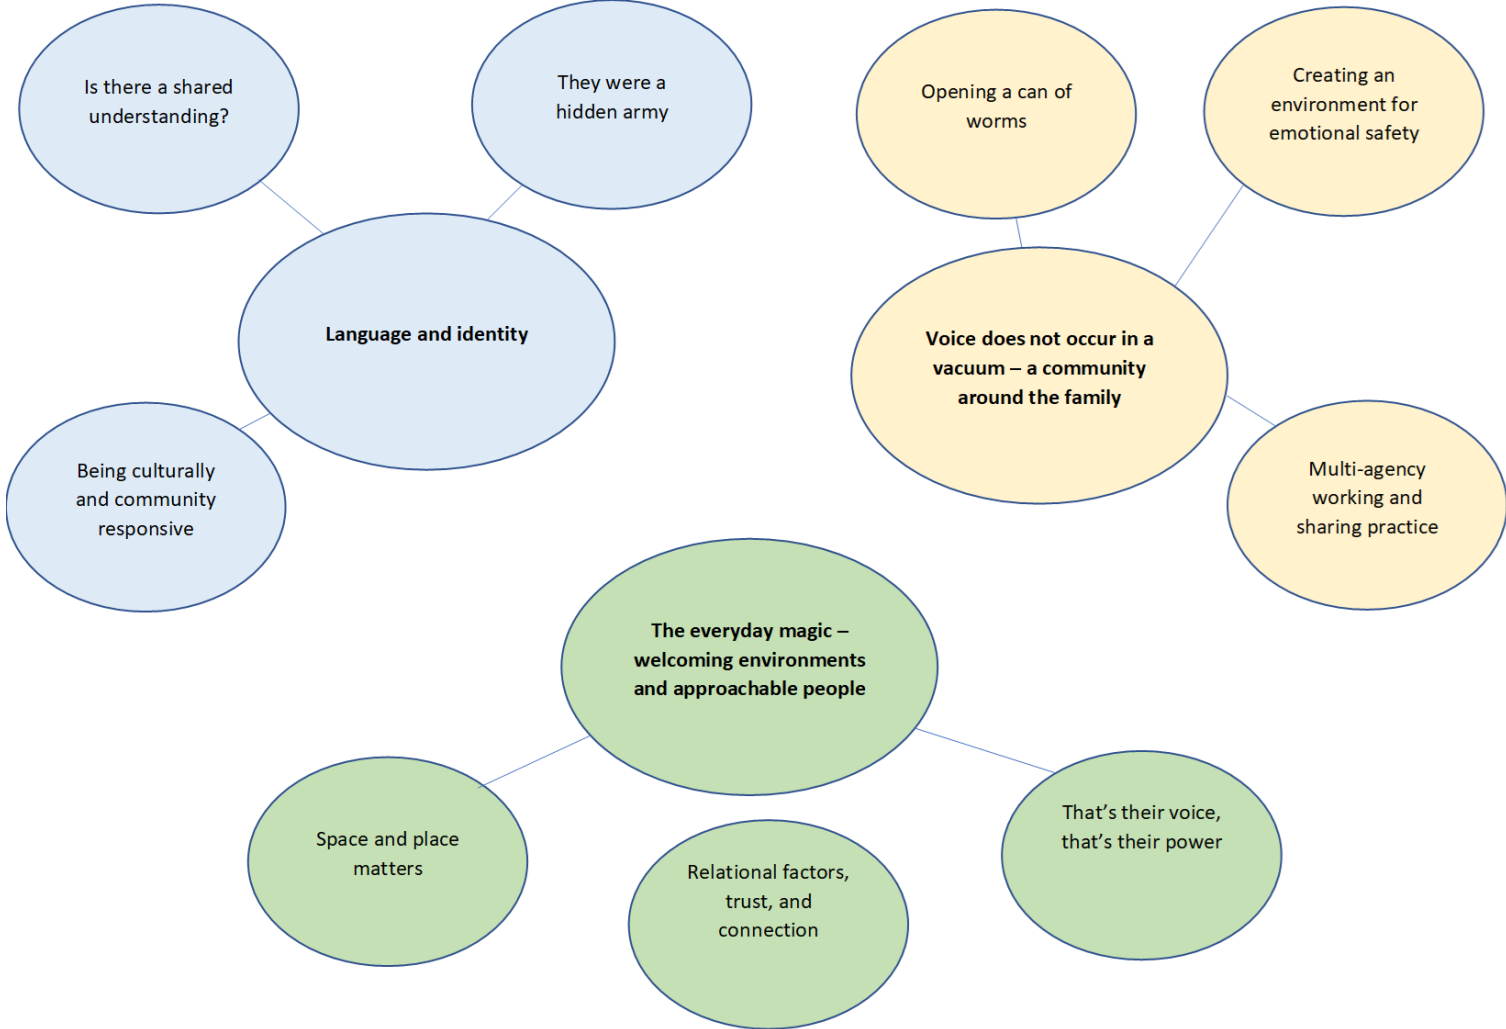 Is there a shared
understanding?
They were a
hidden army
Language and identity
Being culturally
and community
responsive
Opening a can of
worms
Creating an
environment for
emotional safety
Voice does not occur in a
vacuum – a community
around the family
Multi-agency
working and
sharing practice
The everyday magic –
welcoming environments
and approachable people
Space and place
matters
Relational factors,
trust, and
connection
That’s their voice,
that’s their power